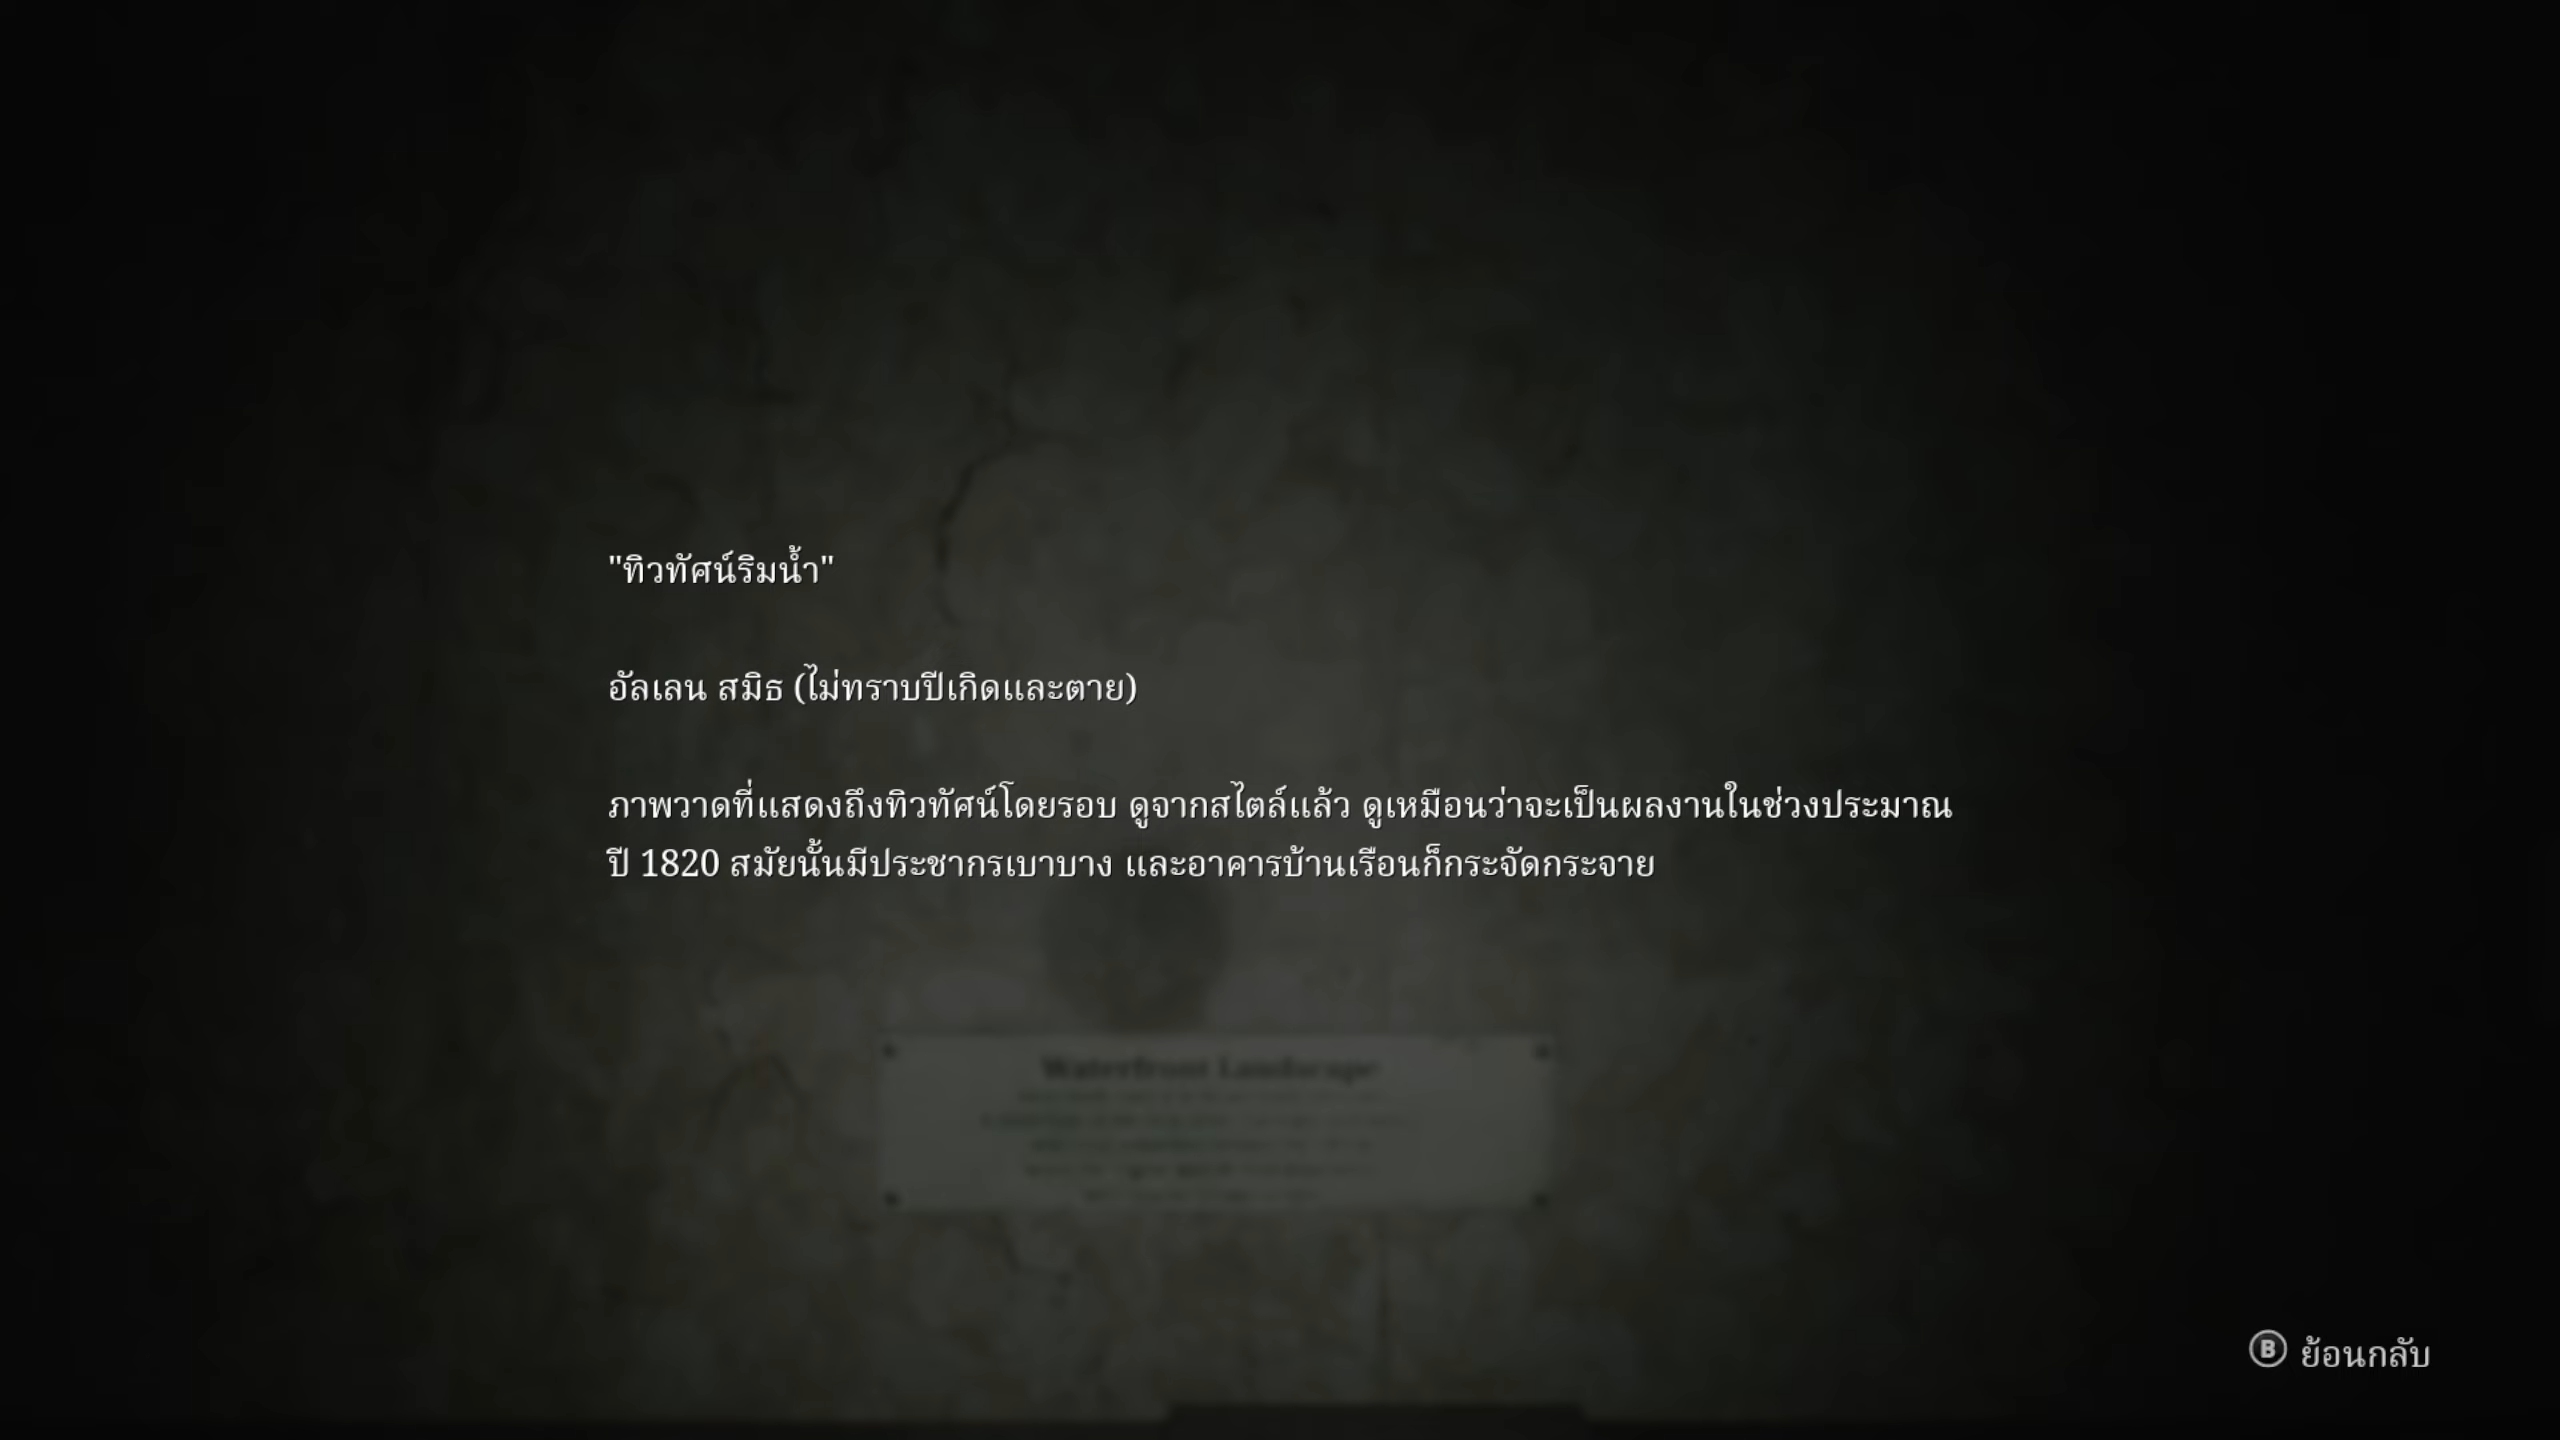 "ทิวทัศน์ริมน้ำ"
อัลเลน สมิธ (ไม่ทราบปีเกิดและตาย)
ภาพวาดที่แสดงถึงทิวทัศน์โดยรอบ ดูจากสไตล์แล้ว ดูเหมือนว่าจะเป็นผลงานในช่วงประมาณ
ปี 1820 สมัยนั้นมีประชากรเบาบาง และอาคารบ้านเรือนก็กระจัดกระจาย
Waterfront Landscape
B ย้อนกลับ